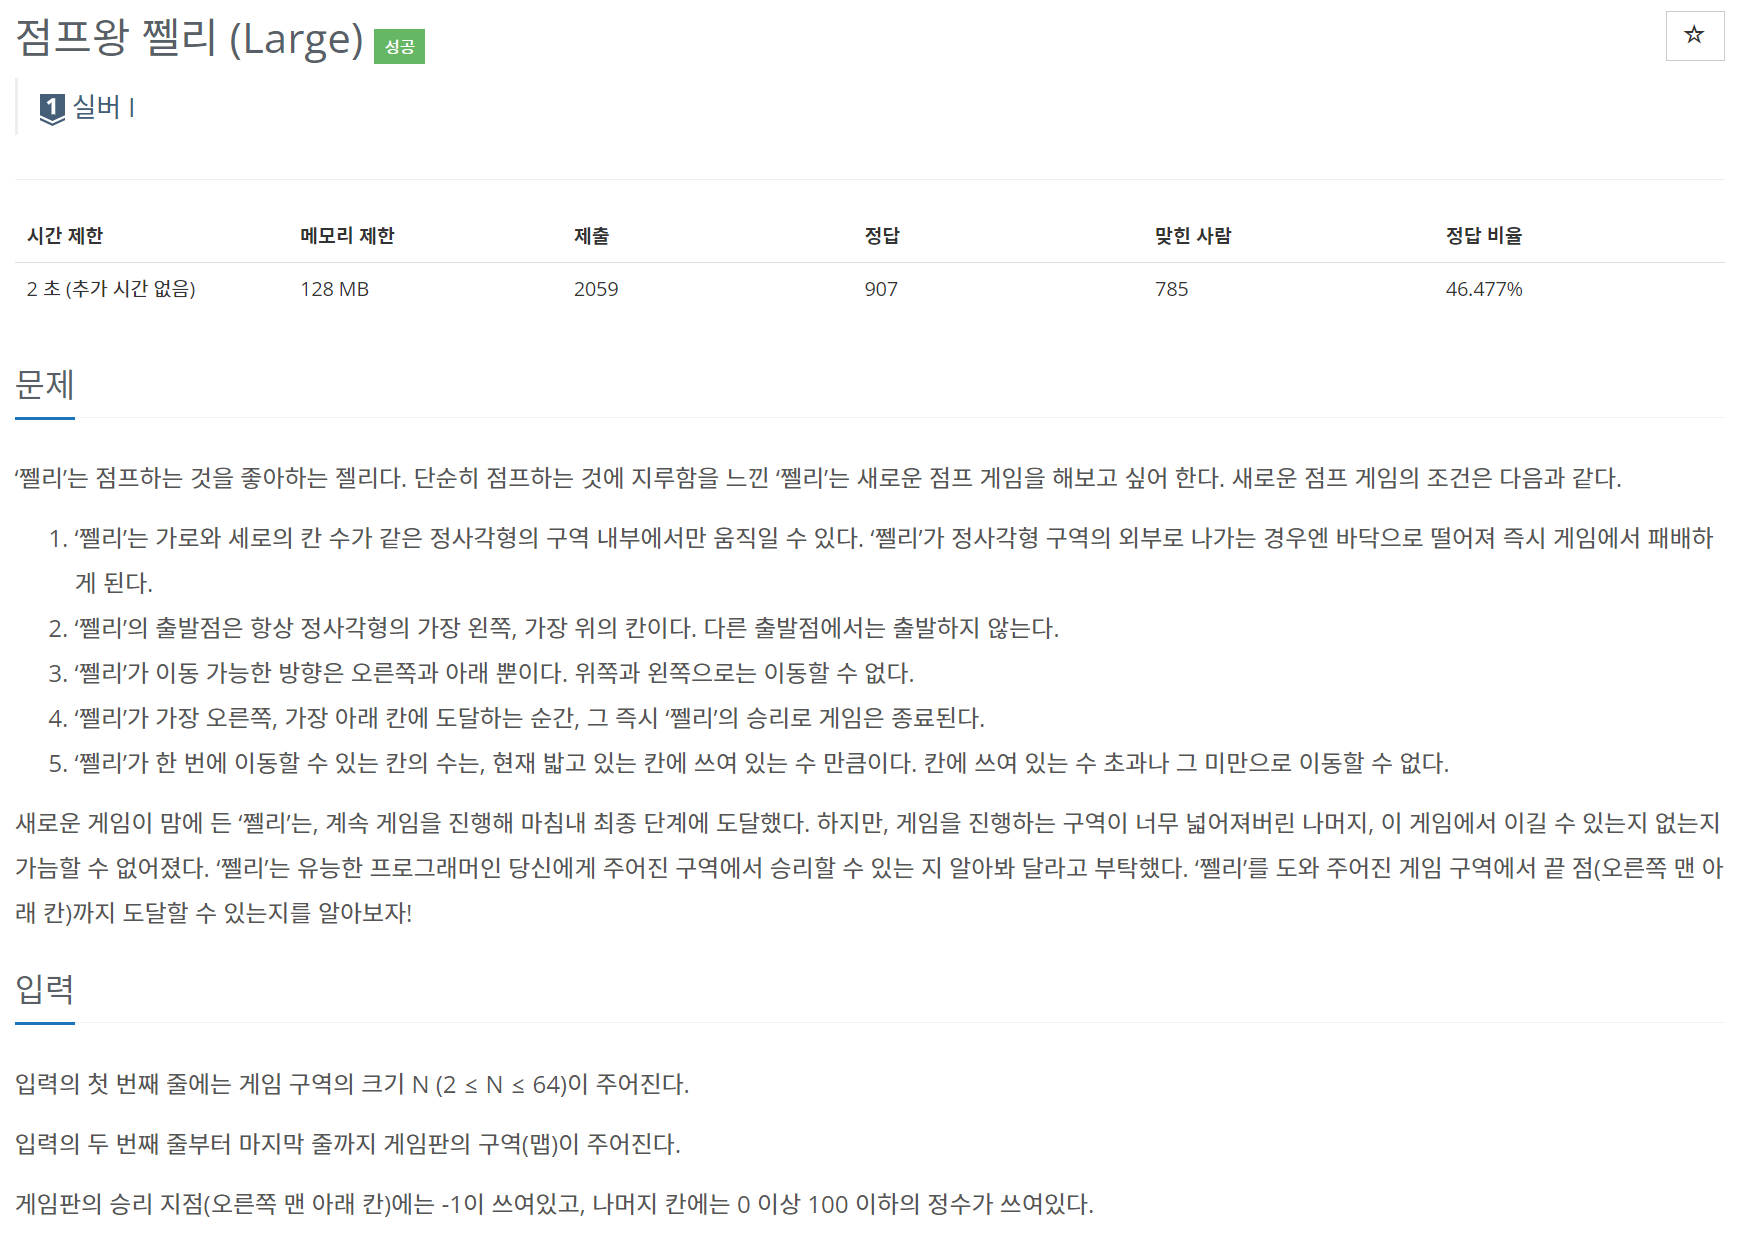 점프왕 쩰리 (Large) 성공
1 실버 I
시간 제한 메모리 제한 제출 정답 맞힌 사람 정답 비율
2 초 (추가 시간 없음) 128 MB 2059 907 785 46.477%
문제
‘쩰리’는 점프하는 것을 좋아하는 젤리다. 단순히 점프하는 것에 지루함을 느낀 ‘쩰리’는 새로운 점프 게임을 해보고 싶어 한다. 새로운 점프 게임의 조건은 다음과 같다.
1. ‘쩰리’는 가로와 세로의 칸 수가 같은 정사각형의 구역 내부에서만 움직일 수 있다. ‘쩰리’가 정사각형 구역의 외부로 나가는 경우엔 바닥으로 떨어져 즉시 게임에서 패배하
게 된다.
2. ‘쩰리’의 출발점은 항상 정사각형의 가장 왼쪽, 가장 위의 칸이다. 다른 출발점에서는 출발하지 않는다.
3. ‘쩰리’가 이동 가능한 방향은 오른쪽과 아래 뿐이다. 위쪽과 왼쪽으로는 이동할 수 없다.
4. ‘쩰리’가 가장 오른쪽, 가장 아래 칸에 도달하는 순간, 그 즉시 ‘쩰리’의 승리로 게임은 종료된다.
5. ‘쩰리’가 한 번에 이동할 수 있는 칸의 수는, 현재 밟고 있는 칸에 쓰여 있는 수 만큼이다. 칸에 쓰여 있는 수 초과나 그 미만으로 이동할 수 없다.
새로운 게임이 맘에 든 ‘쩰리’는, 계속 게임을 진행해 마침내 최종 단계에 도달했다. 하지만, 게임을 진행하는 구역이 너무 넓어져버린 나머지, 이 게임에서 이길 수 있는지 없는지
가늠할 수 없어졌다. ‘쩰리’는 유능한 프로그래머인 당신에게 주어진 구역에서 승리할 수 있는 지 알아봐 달라고 부탁했다. ‘쩰리’를 도와 주어진 게임 구역에서 끝 점(오른쪽 맨 아
래 칸)까지 도달할 수 있는지를 알아보자!
입력
입력의 첫 번째 줄에는 게임 구역의 크기 N (2 ≤ N ≤ 64)이 주어진다.
입력의 두 번째 줄부터 마지막 줄까지 게임판의 구역(맵)이 주어진다.
게임판의 승리 지점(오른쪽 맨 아래 칸)에는 -1이 쓰여있고, 나머지 칸에는 0 이상 100 이하의 정수가 쓰여있다.